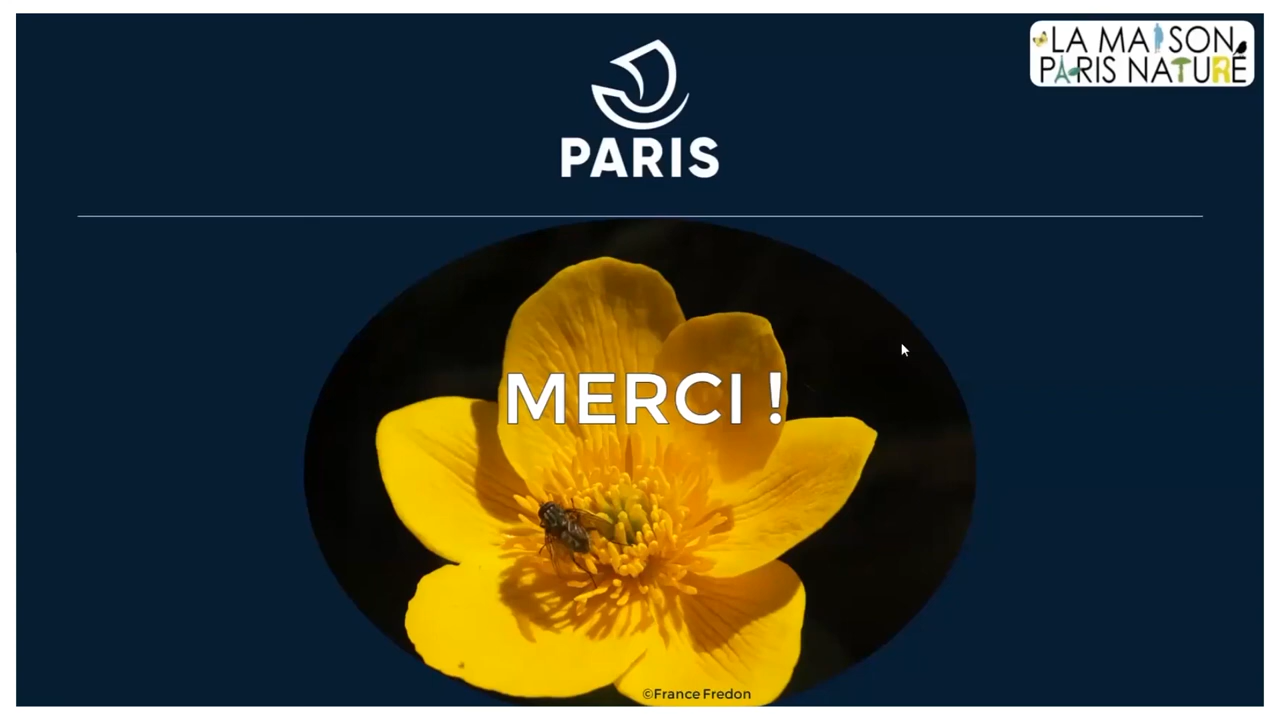 PARIS
LA MAISON
PARIS NATURE
MERCI !
©France Fredon